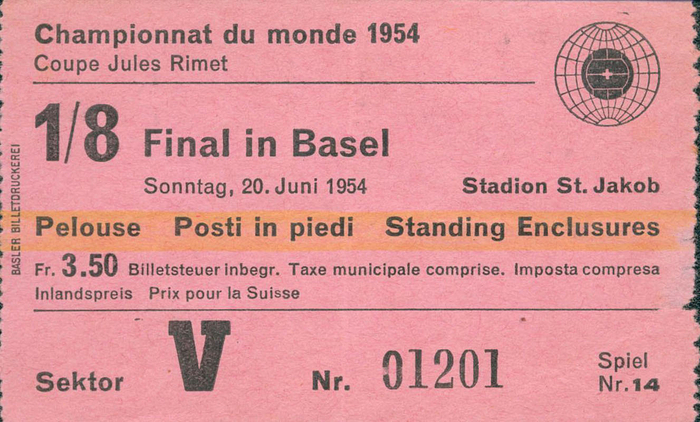 Championnat du monde 1954
Coupe Jules Rimet
1/8 Final in Basel
Sonntag, 20. Juni 1954 Stadion St. Jakob
Pelouse Posti in piedi Standing Enclusures
Fr. 3.50 Billetsteuer inbegr. Taxe municipale comprise. Imposta compresa
Inlandspreis Prix pour la Suisse
Sektor V Nr. 01201 Spiel
Nr. 14
BASLER BILLETDRUCKEREI